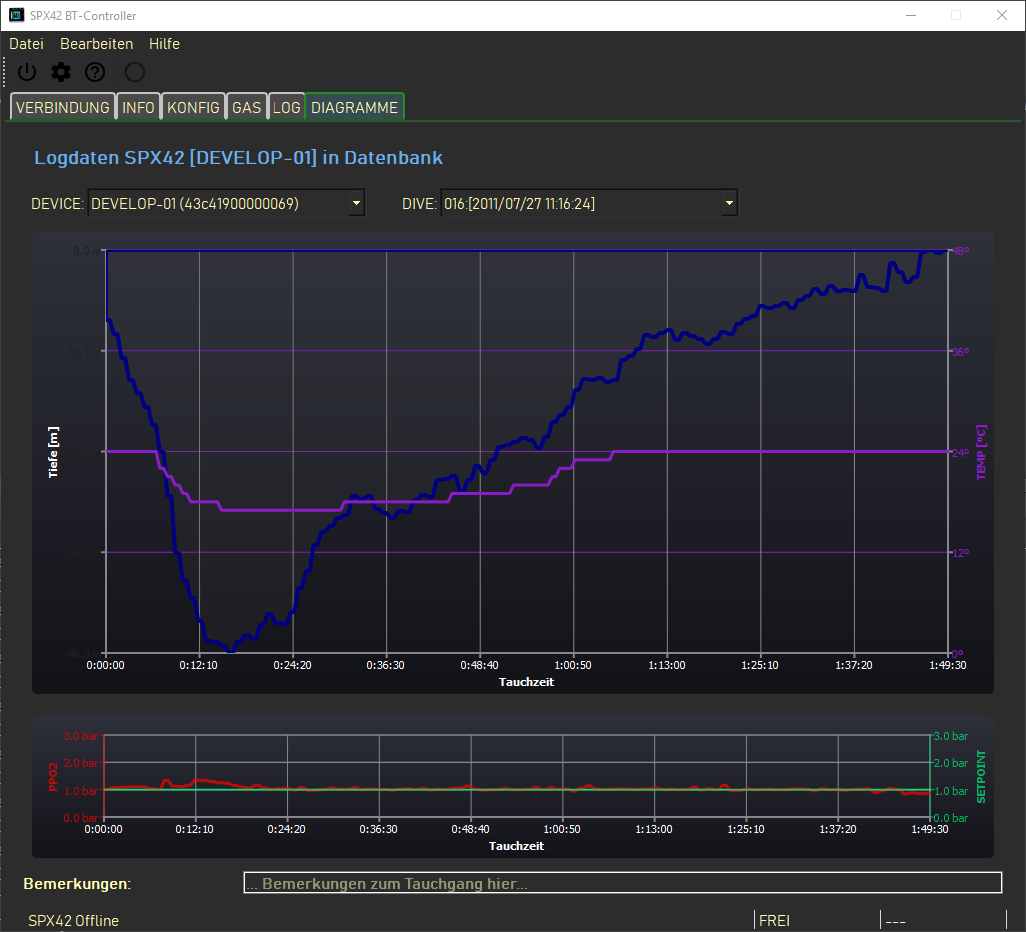 SPX42 BT-Controller
Datei Bearbeiten Hilfe
VERBINDUNG INFO KONFIG GAS LOG DIAGRAMME
Logdaten SPX42 [DEVELOP-01] in Datenbank
DEVICE: DEVELOP-01 (43c41900000069) DIVE: 016:[2011/07/27 11:16:24]
0.0 m 48°
36°
Tiefe [m] 24° TEMP [°C]
12°
0°
0:00:00 0:12:10 0:24:20 0:36:30 0:48:40 1:00:50 1:13:00 1:25:10 1:37:20 1:49:30
Tauchzeit
3.0 bar 3.0 bar
2.0 bar 2.0 bar
PPO2 SETPOINT
1.0 bar 1.0 bar
0.0 bar 0.0 bar
0:00:00 0:12:10 0:24:20 0:36:30 0:48:40 1:00:50 1:13:00 1:25:10 1:37:20 1:49:30
Tauchzeit
Bemerkungen: ... Bemerkungen zum Tauchgang hier...
SPX42 Offline FREI ---